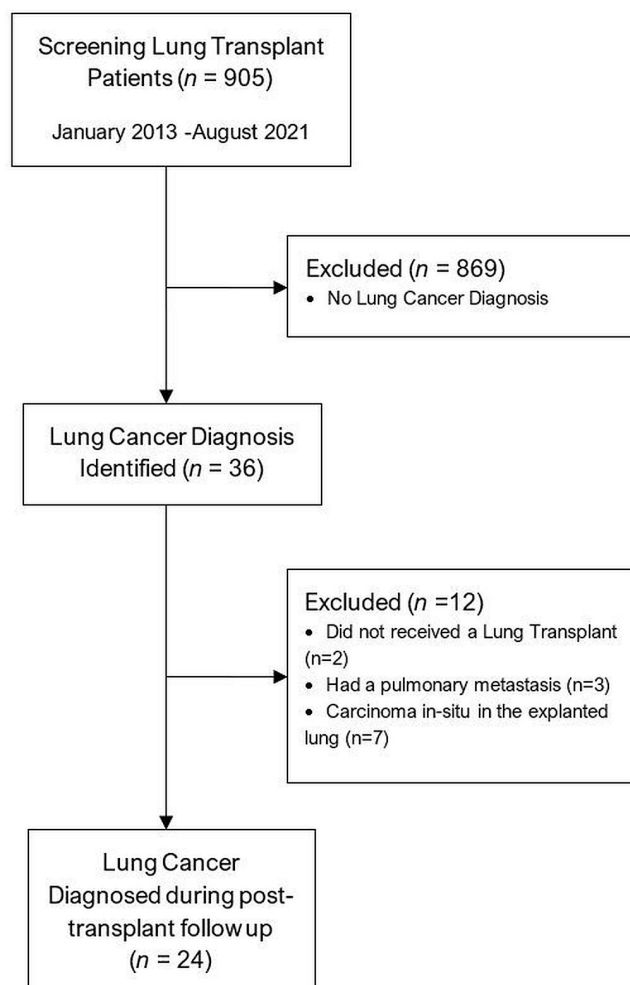 Screening Lung Transplant
Patients (n = 905)
January 2013 -August 2021
Excluded (n = 869)
• No Lung Cancer Diagnosis
Lung Cancer Diagnosis
Identified (n = 36)
Excluded (n =12)
• Did not received a Lung Transplant
(n=2)
• Had a pulmonary metastasis (n=3)
• Carcinoma in-situ in the explanted
lung (n=7)
Lung Cancer
Diagnosed during post-
transplant follow up
(n = 24)